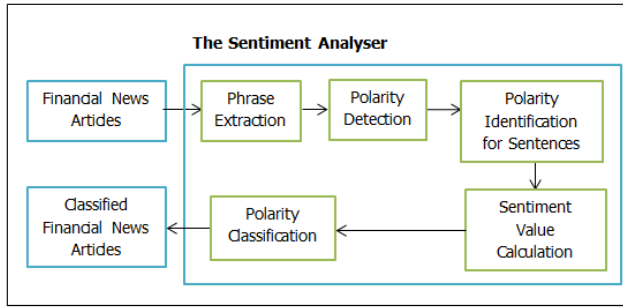 The Sentiment Analyser
Financial News
Articles
Phrase
Extraction
Polarity
Detection
Polarity
Identification
for Sentences
Classified
Financial News
Articles
Polarity
Classification
Sentiment
Value
Calculation